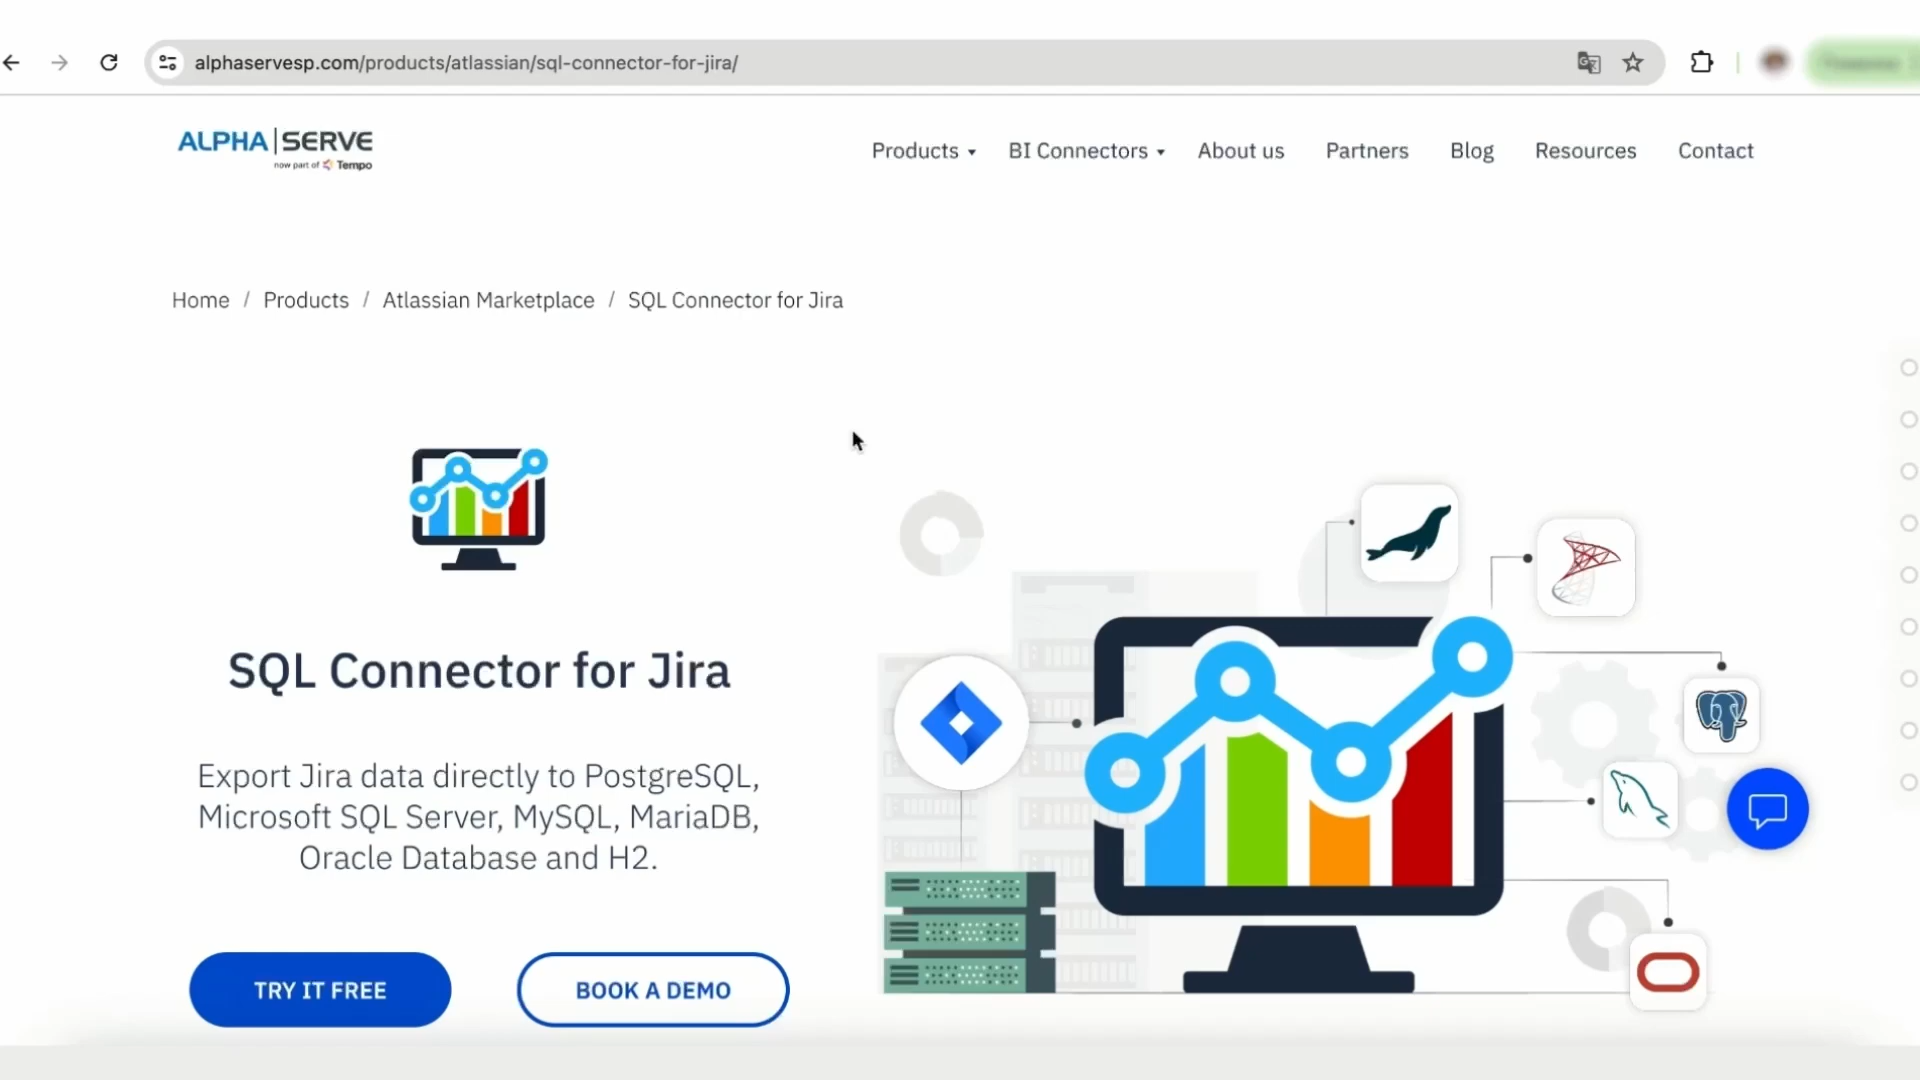 alphaservesp.com/products/atlassian/sql-connector-for-jira/
ALPHA|SERVE
now part of Tempo
Products
BI Connectors
About us
Partners
Blog
Resources
Contact
Home / Products / Atlassian Marketplace / SQL Connector for Jira
SQL Connector for Jira
Export Jira data directly to PostgreSQL,
Microsoft SQL Server, MySQL, MariaDB,
Oracle Database and H2.
TRY IT FREE
BOOK A DEMO